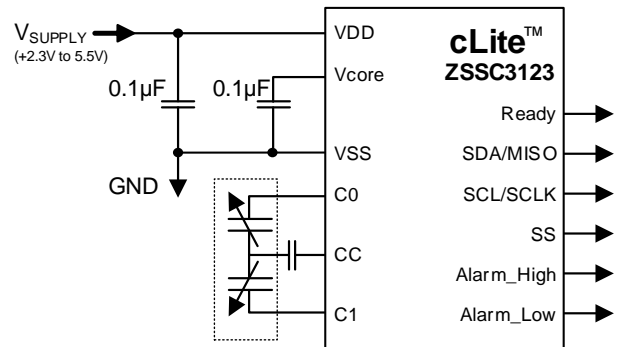 VSUPPLY
(+2.3V to 5.5V)
0.1µF
0.1µF
GND
VDD
Vcore
VSS
C0
CC
C1
cLite™
ZSSC3123
Ready
SDA/MISO
SCL/SCLK
SS
Alarm_High
Alarm_Low